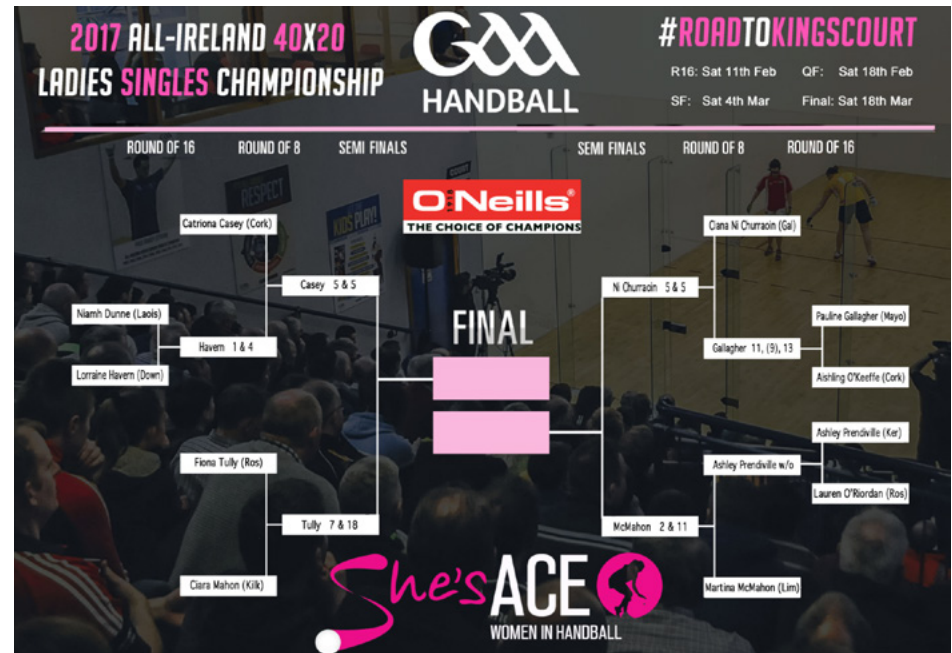 2017 ALL-IRELAND 40X20
LADIES SINGLES CHAMPIONSHIP
GAA
HANDBALL
#ROADTOKINGSCOURT
R16: Sat 11th Feb QF: Sat 18th Feb
SF: Sat 4th Mar Final: Sat 18th Mar
ROUND OF 16 ROUND OF 8 SEMI FINALS SEMI FINALS ROUND OF 8 ROUND OF 16
RESPECT
KIDS PLAY!
O'Neills®
1918
THE CHOICE OF CHAMPIONS
Catriona Casey (Cork)
Casey 5 & 5
Niamh Dunne (Laois)
Havern 1 & 4
Lorraine Havern (Down)
Fiona Tully (Ros)
Tully 7 & 18
Ciara Mahon (Kilk)
FINAL
Ciana Ni Churraoin (Gal)
Ni Churraoin 5 & 5
Pauline Gallagher (Mayo)
Gallagher 11, (9), 13
Aishling O'Keeffe (Cork)
Ashley Prendiville (Ker)
Ashley Prendiville w/o
Lauren O'Riordan (Ros)
McMahon 2 & 11
Martina McMahon (Lim)
She's ACE
WOMEN IN HANDBALL